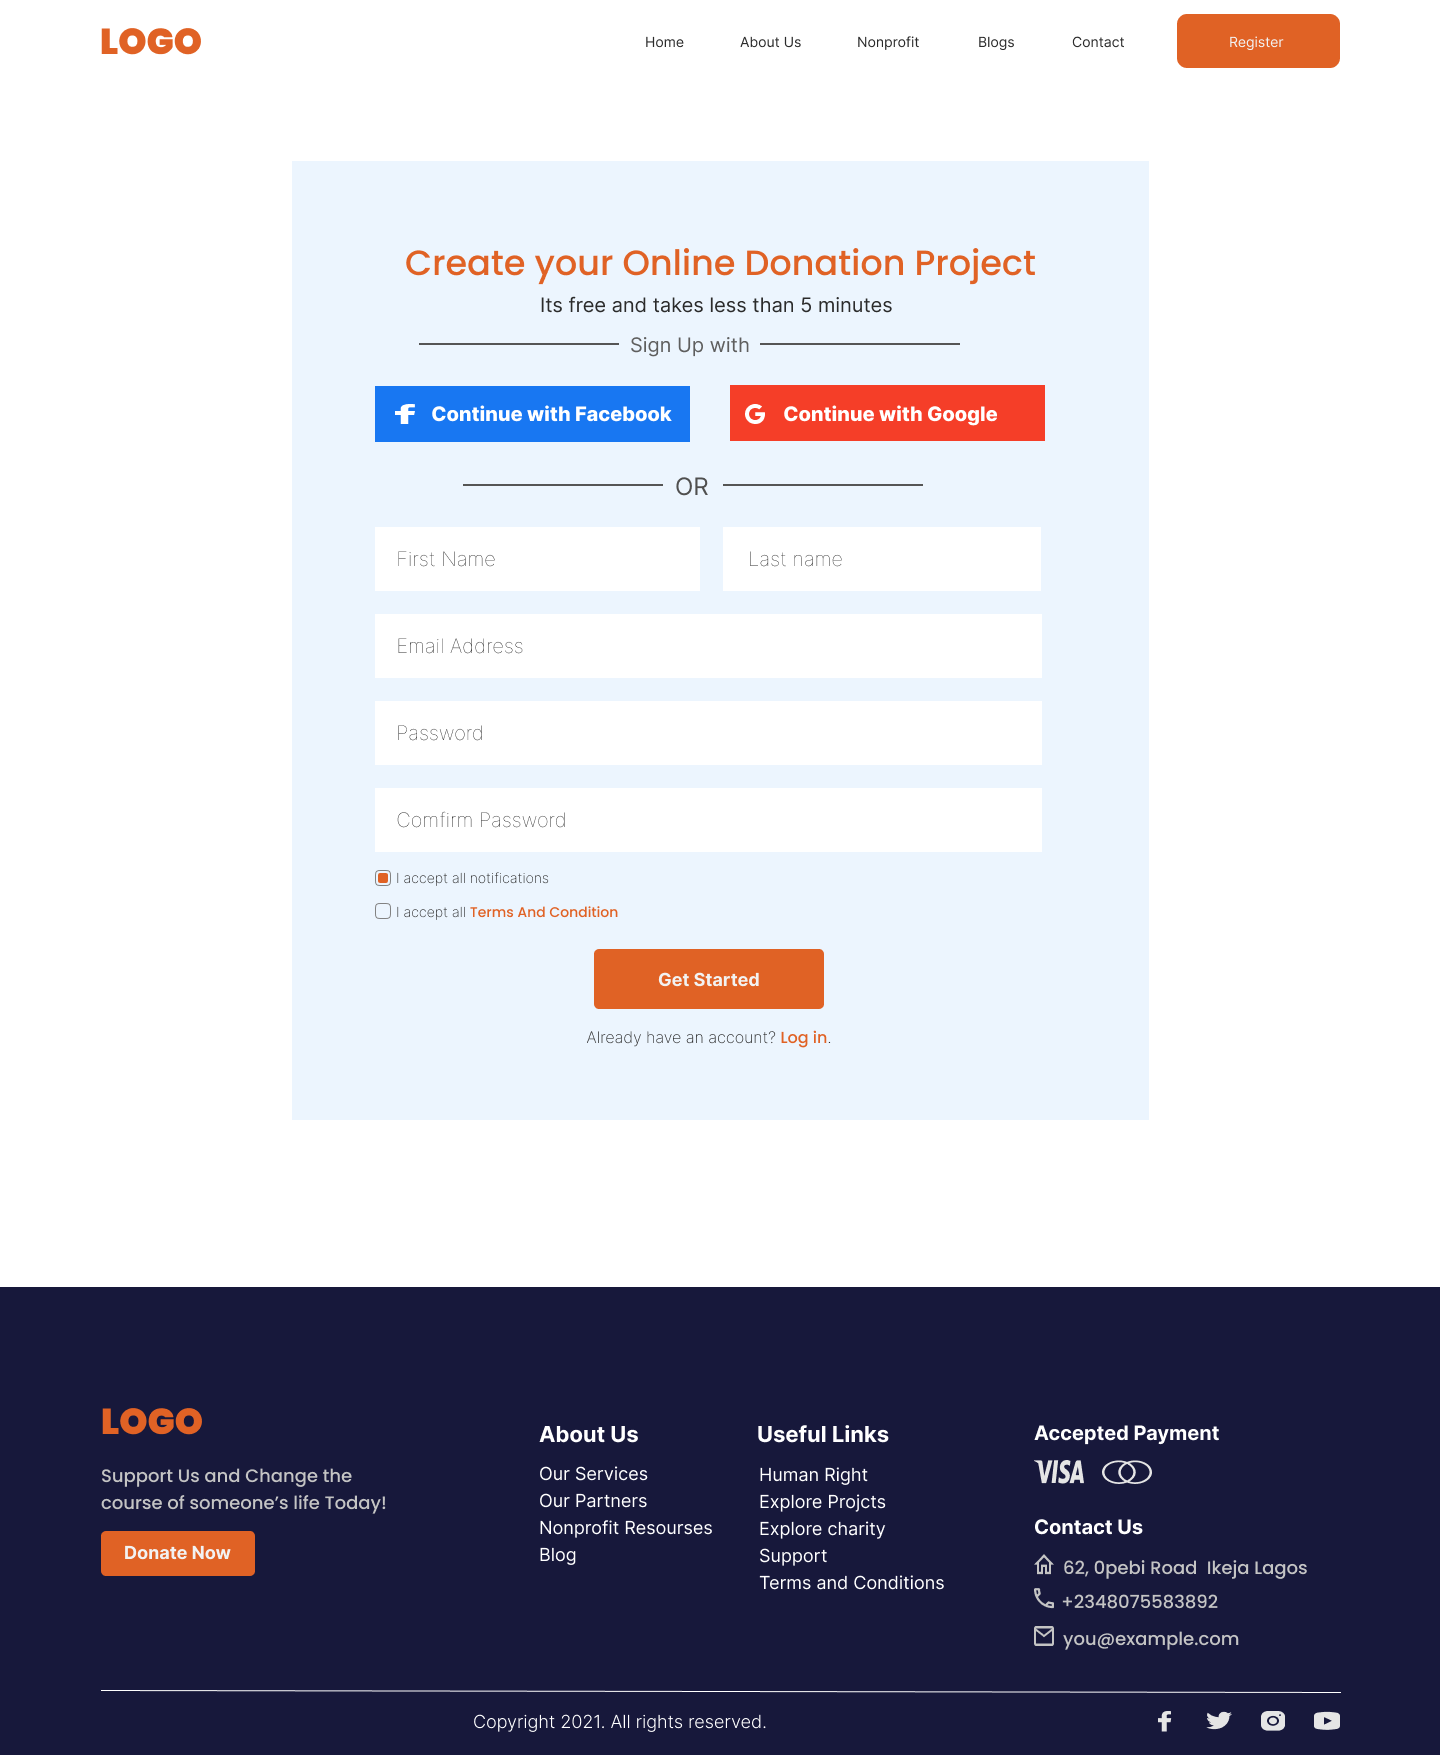 LOGO
Home
About Us
Nonprofit
Blogs
Contact
Register
Create your Online Donation Project
Its free and takes less than 5 minutes
Sign Up with
Continue with Facebook
Continue with Google
OR
First Name
Last name
Email Address
Password
Comfirm Password
I accept all notifications
I accept all Terms And Condition
Get Started
Already have an account? Log in.
LOGO
Support Us and Change the
course of someone’s life Today!
Donate Now
About Us
Our Services
Our Partners
Nonprofit Resourses
Blog
Useful Links
Human Right
Explore Projcts
Explore charity
Support
Terms and Conditions
Accepted Payment
VISA
Contact Us
62, 0pebi Road  Ikeja Lagos
+2348075583892
you@example.com
Copyright 2021. All rights reserved.